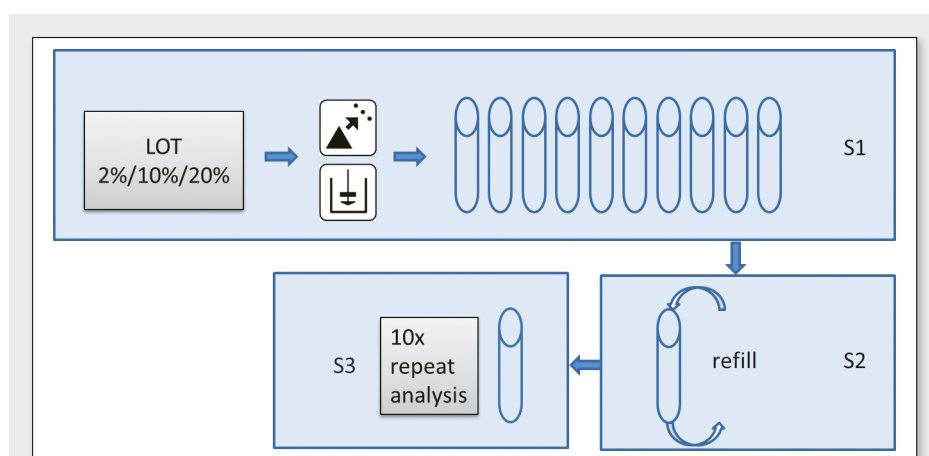 LOT
2%/10%/20%
S1
10x
repeat
analysis
S3
refill
S2